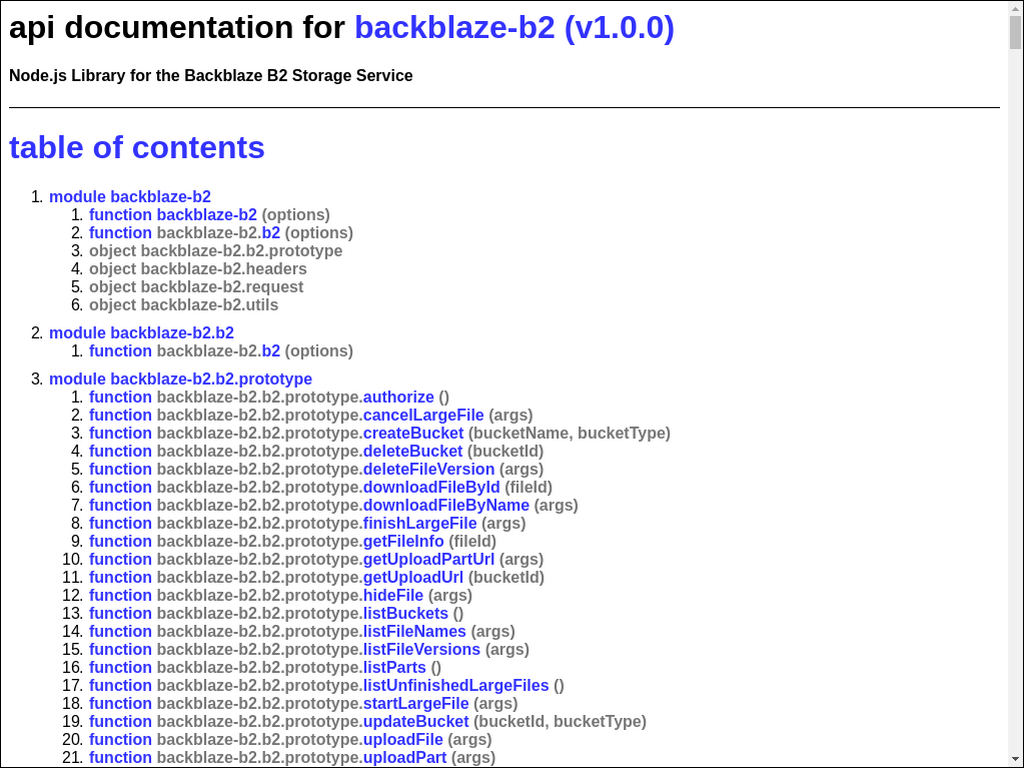 api documentation for backblaze-b2 (v1.0.0)
Node.js Library for the Backblaze B2 Storage Service
table of contents
1. module backblaze-b2
1. function backblaze-b2 (options)
2. function backblaze-b2.b2 (options)
3. object backblaze-b2.b2.prototype
4. object backblaze-b2.headers
5. object backblaze-b2.request
6. object backblaze-b2.utils
2. module backblaze-b2.b2
1. function backblaze-b2.b2 (options)
3. module backblaze-b2.b2.prototype
1. function backblaze-b2.b2.prototype.authorize ()
2. function backblaze-b2.b2.prototype.cancelLargeFile (args)
3. function backblaze-b2.b2.prototype.createBucket (bucketName, bucketType)
4. function backblaze-b2.b2.prototype.deleteBucket (bucketId)
5. function backblaze-b2.b2.prototype.deleteFileVersion (args)
6. function backblaze-b2.b2.prototype.downloadFileById (fileId)
7. function backblaze-b2.b2.prototype.downloadFileByName (args)
8. function backblaze-b2.b2.prototype.finishLargeFile (args)
9. function backblaze-b2.b2.prototype.getFileInfo (fileId)
10. function backblaze-b2.b2.prototype.getUploadPartUrl (args)
11. function backblaze-b2.b2.prototype.getUploadUrl (bucketId)
12. function backblaze-b2.b2.prototype.hideFile (args)
13. function backblaze-b2.b2.prototype.listBuckets ()
14. function backblaze-b2.b2.prototype.listFileNames (args)
15. function backblaze-b2.b2.prototype.listFileVersions (args)
16. function backblaze-b2.b2.prototype.listParts ()
17. function backblaze-b2.b2.prototype.listUnfinishedLargeFiles ()
18. function backblaze-b2.b2.prototype.startLargeFile (args)
19. function backblaze-b2.b2.prototype.updateBucket (bucketId, bucketType)
20. function backblaze-b2.b2.prototype.uploadFile (args)
21. function backblaze-b2.b2.prototype.uploadPart (args)